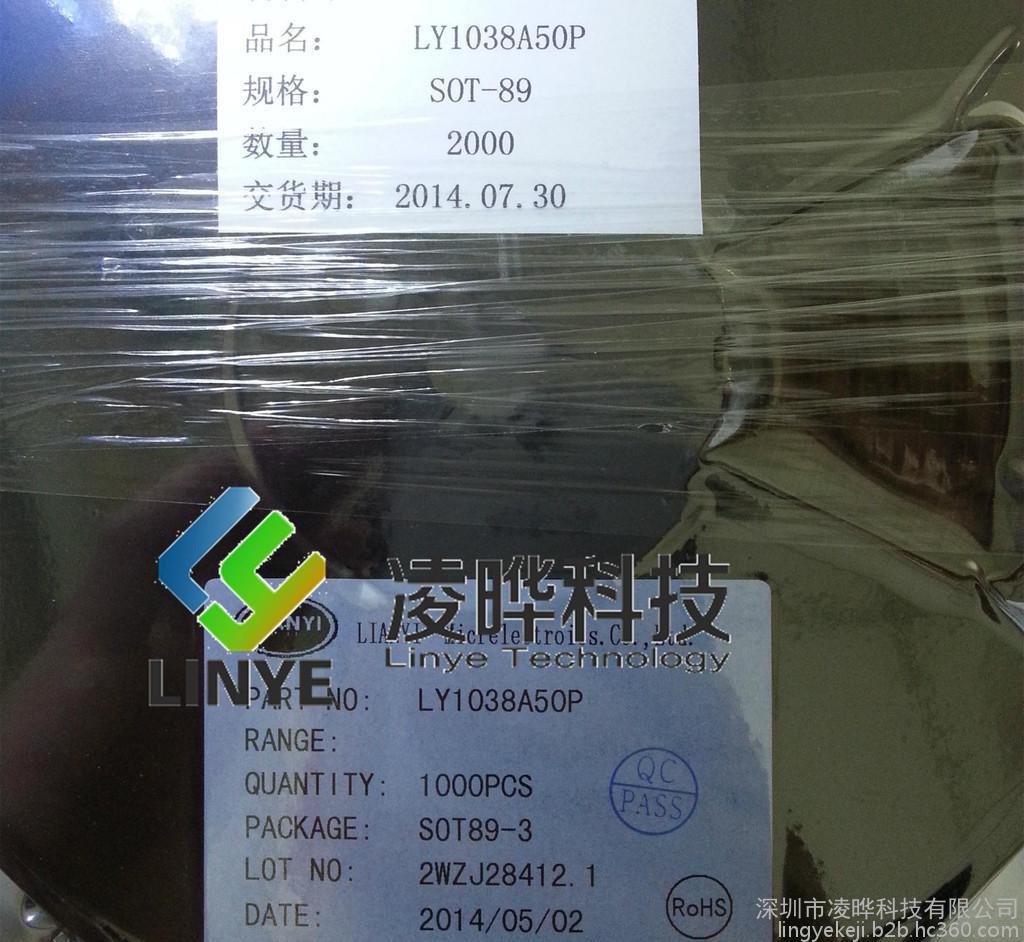 品名： LY1038A50P
规格： SOT-89
数量： 2000
交货期： 2014.07.30
凌晔科技
Linye Technology
LINYE
PART NO: LY1038A50P
RANGE:
QUANTITY: 1000PCS
QC PASS
PACKAGE: SOT89-3
LOT NO: 2WZJ28412.1
DATE: 2014/05/02
RoHS
深圳市凌晔科技有限公司
lingyekeji.b2b.hc360.com